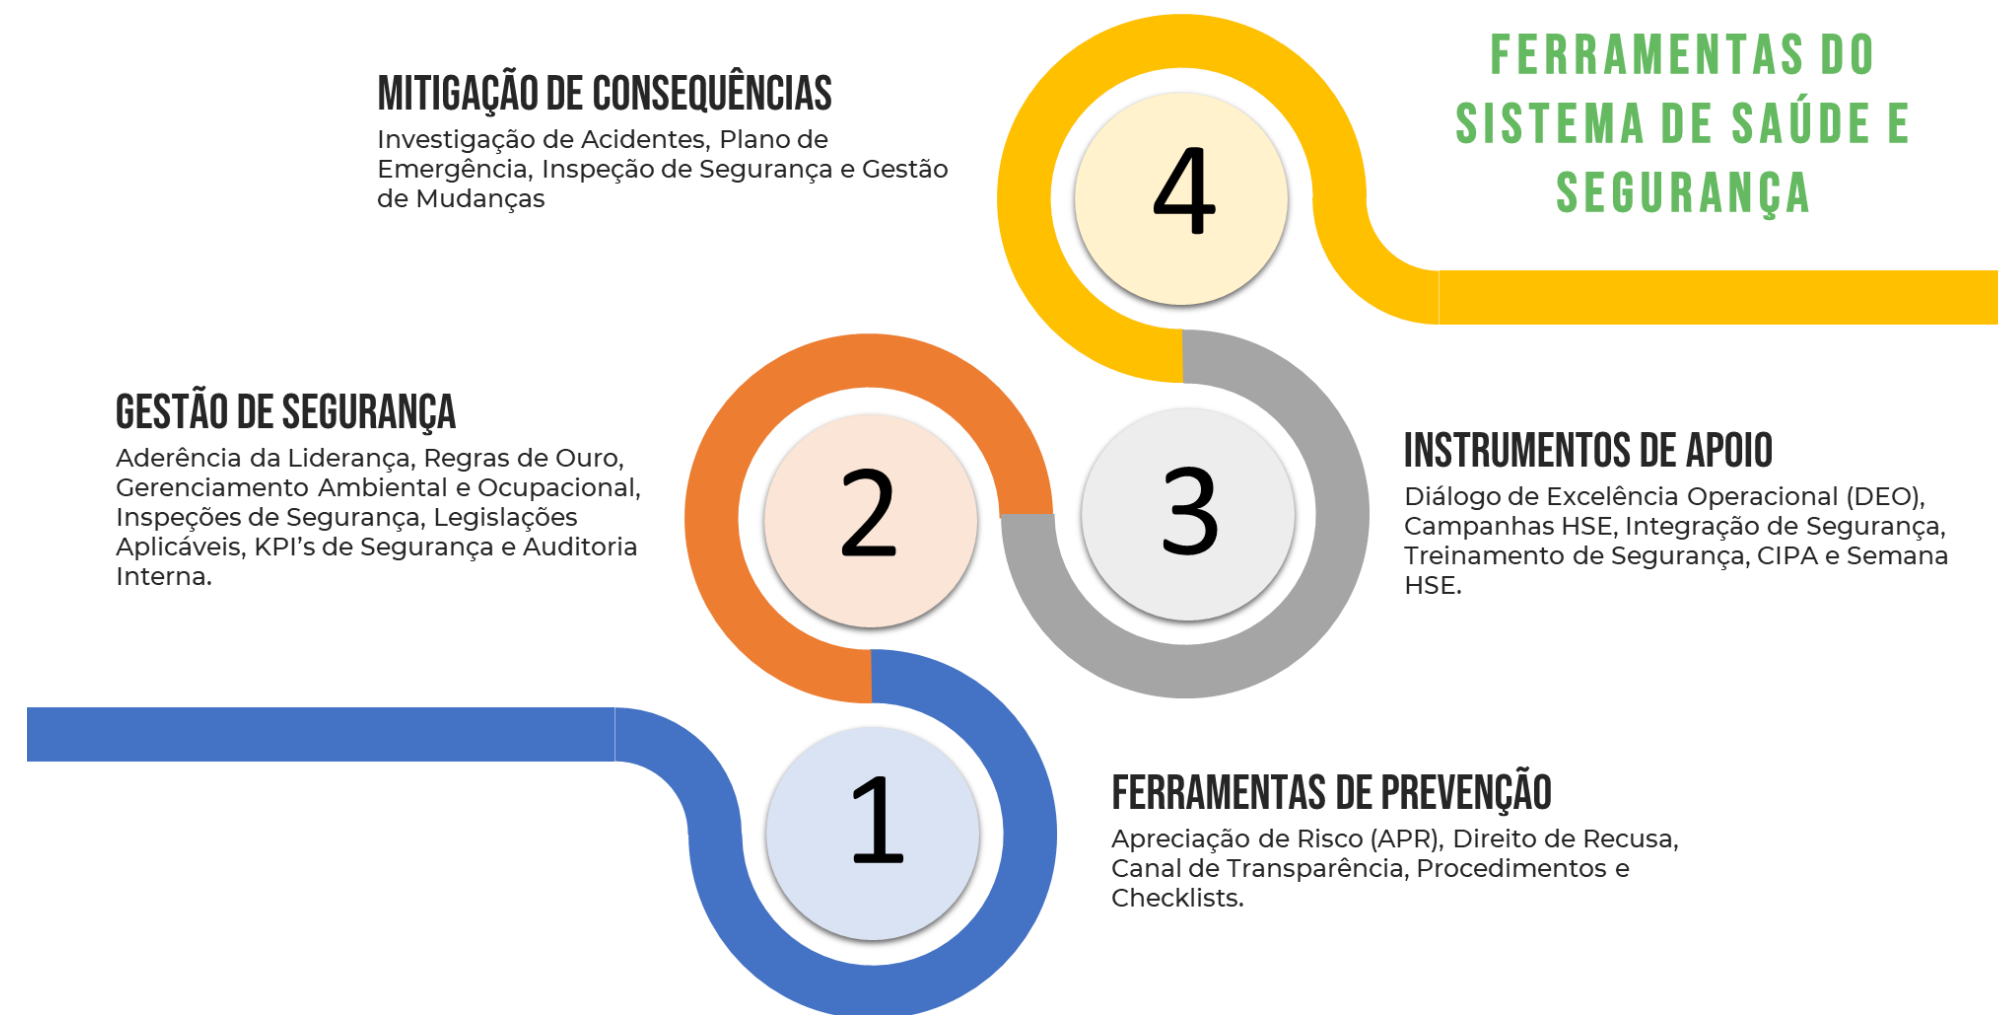 FERRAMENTAS DO
SISTEMA DE SAÚDE E
SEGURANÇA
MITIGAÇÃO DE CONSEQUÊNCIAS
Investigação de Acidentes, Plano de
Emergência, Inspeção de Segurança e Gestão
de Mudanças
4
GESTÃO DE SEGURANÇA
Aderência da Liderança, Regras de Ouro,
Gerenciamento Ambiental e Ocupacional,
Inspeções de Segurança, Legislações
Aplicáveis, KPI’s de Segurança e Auditoria
Interna.
2
3
INSTRUMENTOS DE APOIO
Diálogo de Excelência Operacional (DEO),
Campanhas HSE, Integração de Segurança,
Treinamento de Segurança, CIPA e Semana
HSE.
1
FERRAMENTAS DE PREVENÇÃO
Apreciação de Risco (APR), Direito de Recusa,
Canal de Transparência, Procedimentos e
Checklists.